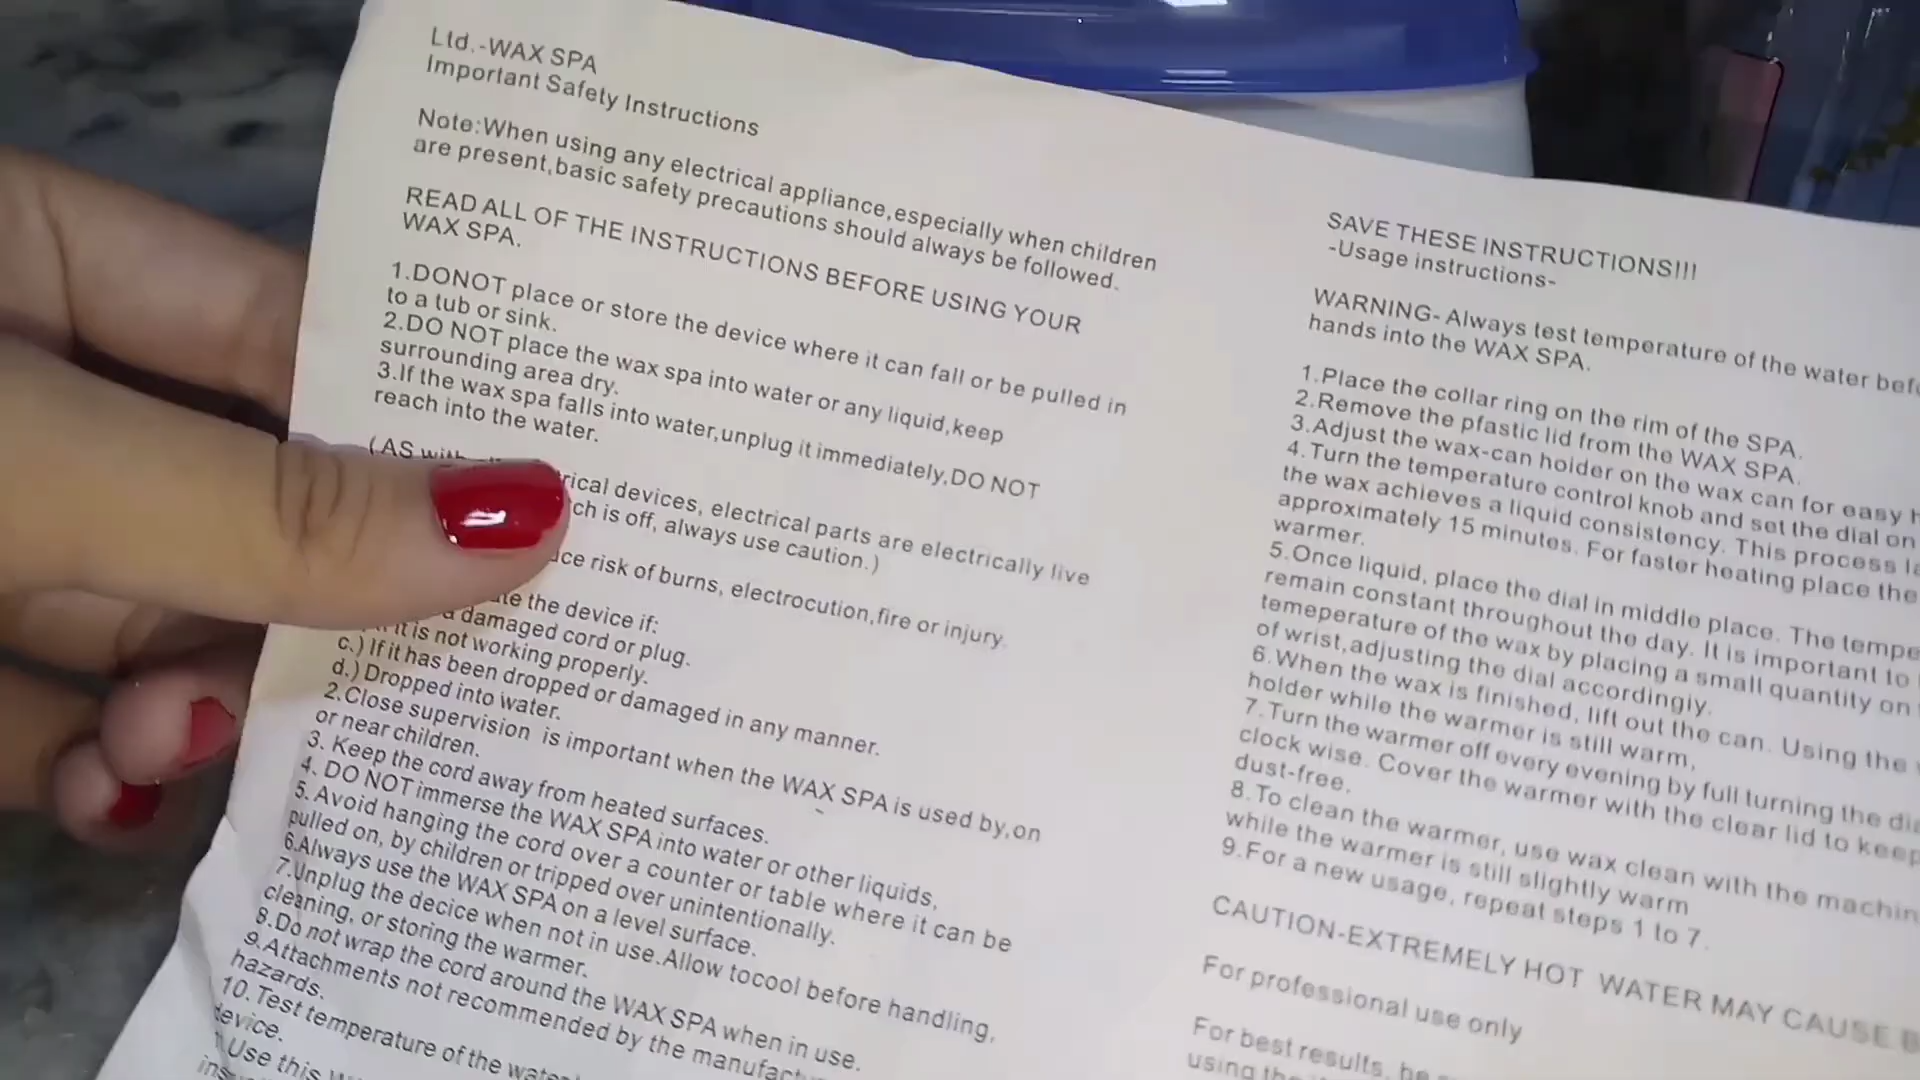 Ltd.-WAX SPA
Important Safety Instructions
Note:When using any electrical appliance,especially when children
are present,basic safety precautions should always be followed.
READ ALL OF THE INSTRUCTIONS BEFORE USING YOUR
WAX SPA.
1.DONOT place or store the device where it can fall or be pulled in
to a tub or sink.
2.DO NOT place the wax spa into water or any liquid,keep
surrounding area dry.
3.If the wax spa falls into water,unplug it immediately,DO NOT
reach into the water.
(AS devices, electrical parts are electrically live
is off, always use caution.)
risk of burns, electrocution,fire or injury.
the device if:
damaged cord or plug.
it is not working properly.
c.) If it has been dropped or damaged in any manner.
d.) Dropped into water.
2.Close supervision is important when the WAX SPA is used by,on
or near children.
3. Keep the cord away from heated surfaces.
4. DO NOT immerse the WAX SPA into water or other liquids,
5. Avoid hanging the cord over a counter or table where it can be
pulled on, by children or tripped over unintentionally.
6.Always use the WAX SPA on a level surface.
7.Unplug the decice when not in use.Allow tocool before handling,
cleaning, or storing the warmer.
8.Do not wrap the cord around the WAX SPA when in use.
9.Attachments not recommended by the
hazards.
10.Test temperature of the
device.
Use this
SAVE THESE INSTRUCTIONS!!!
-Usage instructions-
WARNING- Always test temperature of the water
hands into the WAX SPA.
1.Place the collar ring on the rim of the SPA.
2.Remove the pfastic lid from the WAX SPA.
3.Adjust the wax-can holder on the wax can for easy
4.Turn the temperature control knob and set the dial on
the wax achieves a liquid consistency. This process
approximately 15 minutes. For faster heating place the
warmer.
5.Once liquid, place the dial in middle place. The
remain constant throughout the day. It is important to
temeperature of the wax by placing a small quantity on
of wrist,adjusting the dial accordingiy.
6.When the wax is finished, lift out the can. Using the
holder while the warmer is still warm,
7.Turn the warmer off every evening by full turning the
clock wise. Cover the warmer with the clear lid to keep
dust-free.
8.To clean the warmer, use wax clean with the
while the warmer is still slightly warm
9.For a new usage, repeat steps 1 to 7.
CAUTION-EXTREMELY HOT WATER MAY CAUSE
For professional use only
For best results,
using the